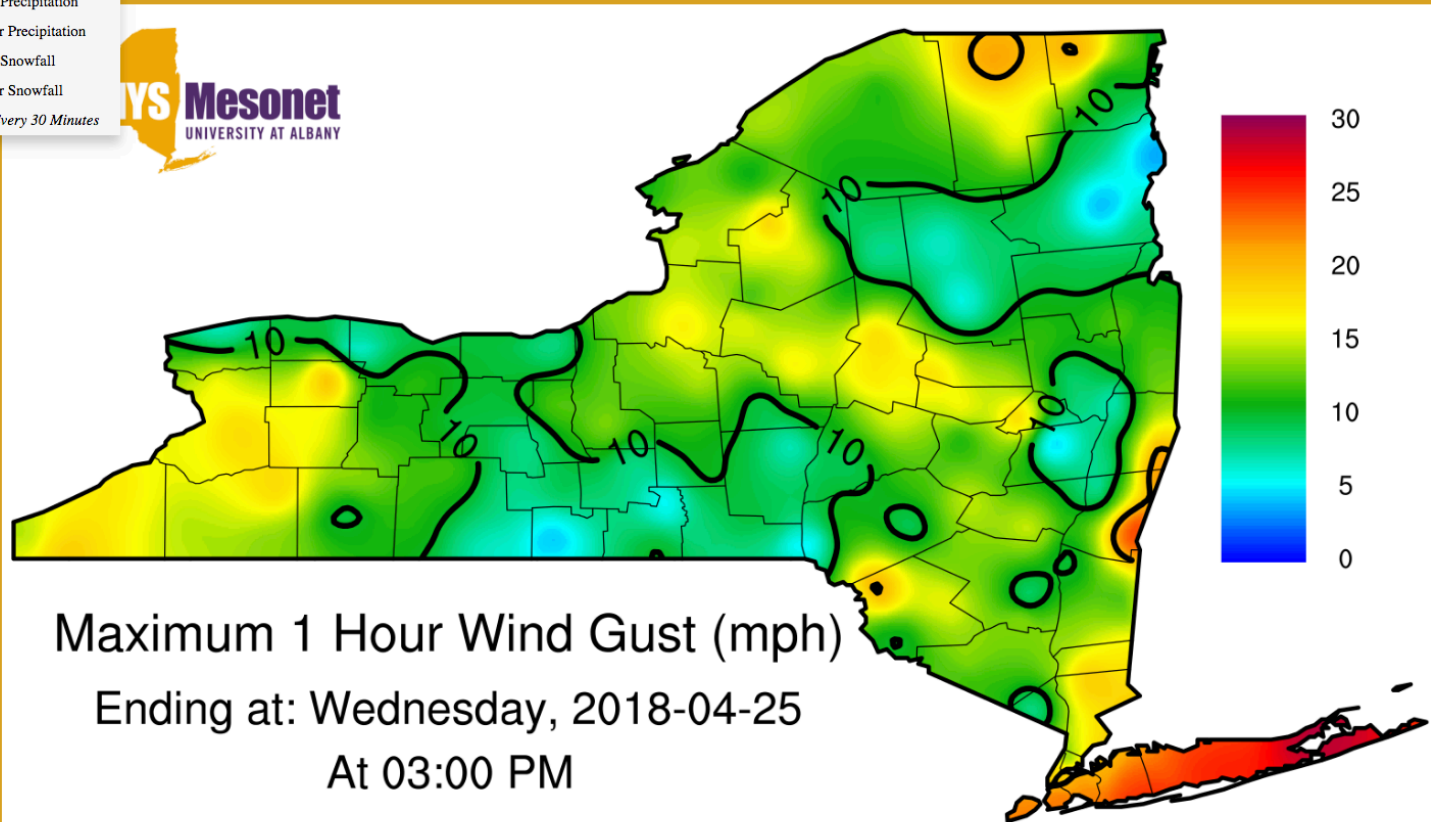 Precipitation
r Precipitation
Snowfall
r Snowfall
very 30 Minutes
YS Mesonet
UNIVERSITY AT ALBANY
10
10
10
10
10
10
10
30
25
20
15
10
5
0
Maximum 1 Hour Wind Gust (mph)
Ending at: Wednesday, 2018-04-25
At 03:00 PM